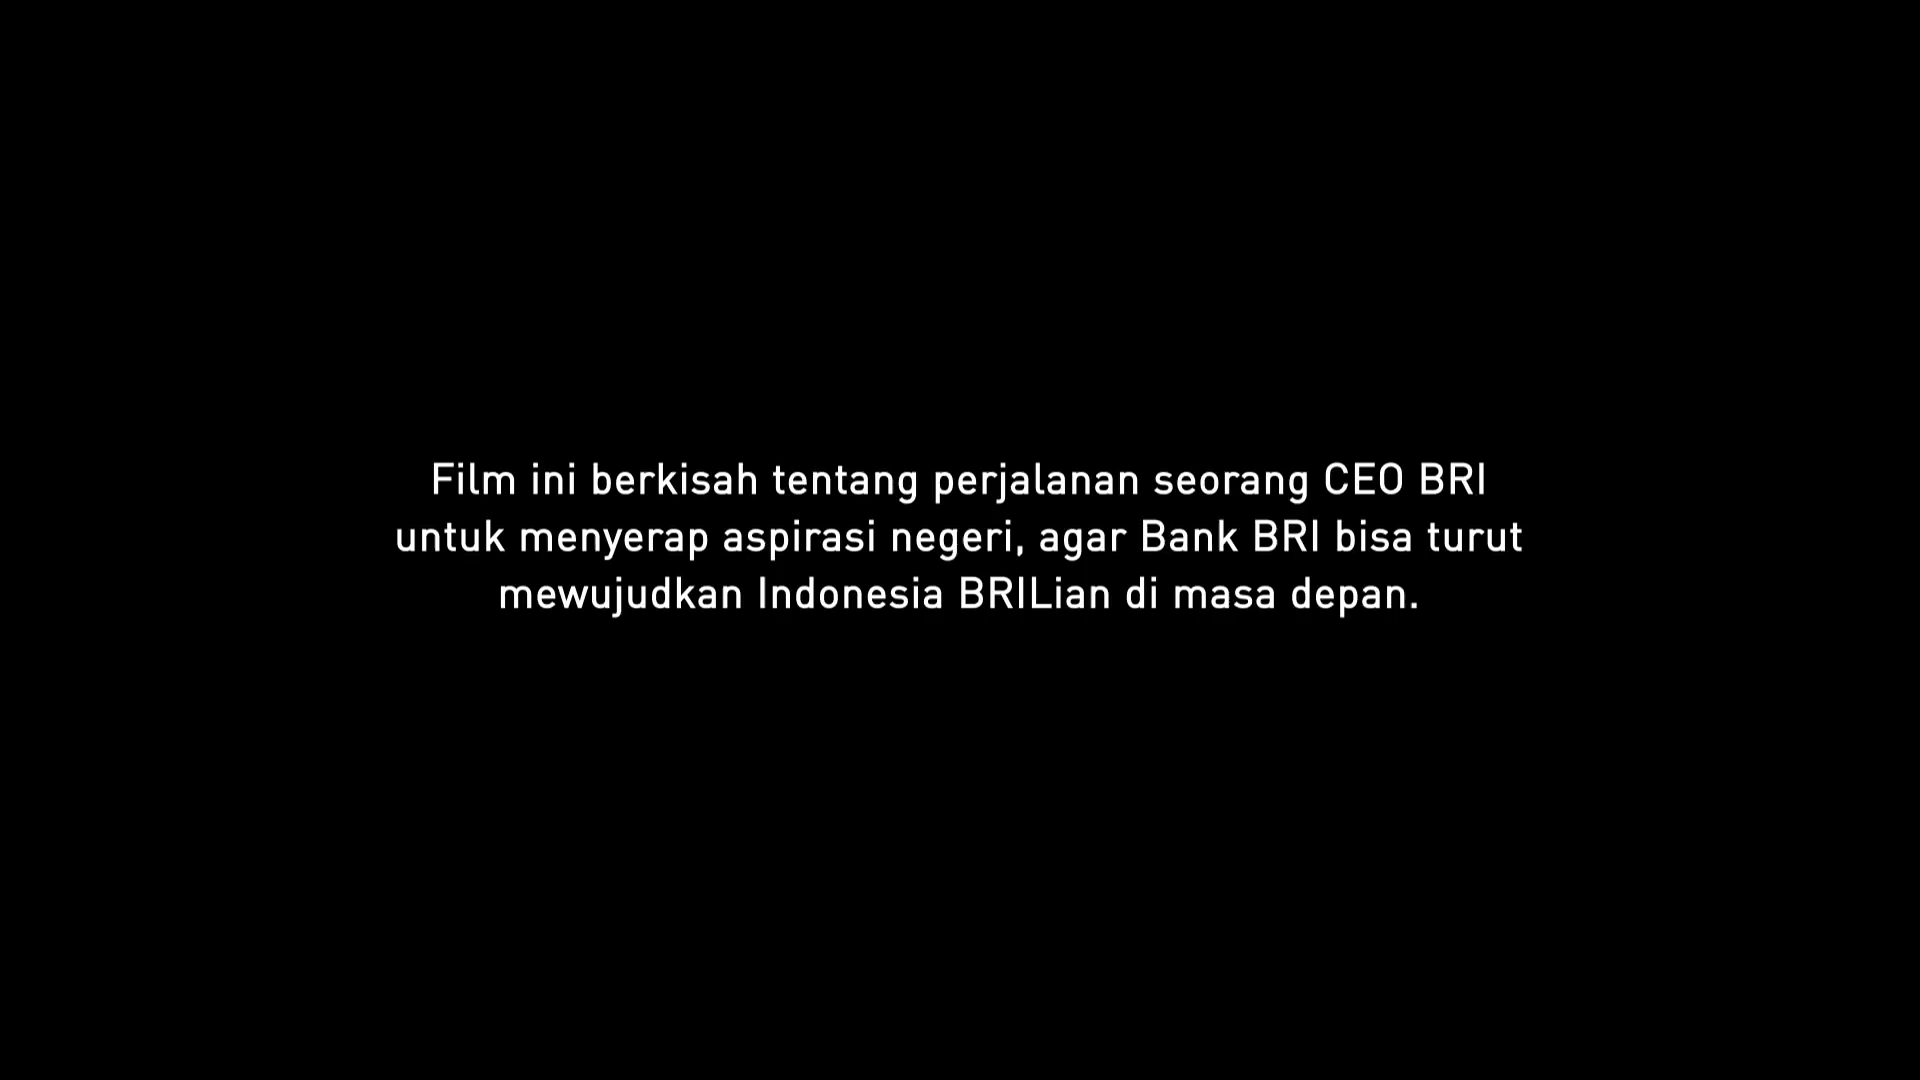 Film ini berkisah tentang perjalanan seorang CEO BRI
untuk menyerap aspirasi negeri, agar Bank BRI bisa turut
mewujudkan Indonesia BRILian di masa depan.